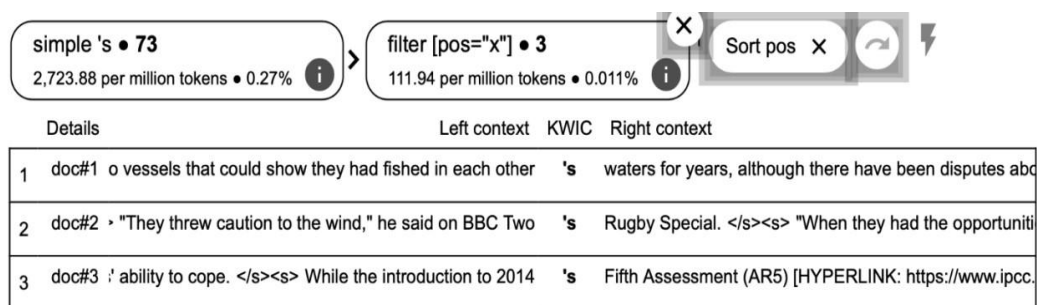 simple 's ● 73
2,723.88 per million tokens ● 0.27% i
filter [pos="x"] ● 3
111.94 per million tokens ● 0.011% i
Sort pos ×
Details Left context KWIC Right context
1 doc#1 o vessels that could show they had fished in each other 's waters for years, although there have been disputes abo
2 doc#2 "They threw caution to the wind," he said on BBC Two 's Rugby Special. </s><s> "When they had the opportuniti
3 doc#3 ' ability to cope. </s><s> While the introduction to 2014 's Fifth Assessment (AR5) [HYPERLINK: https://www.ipcc.